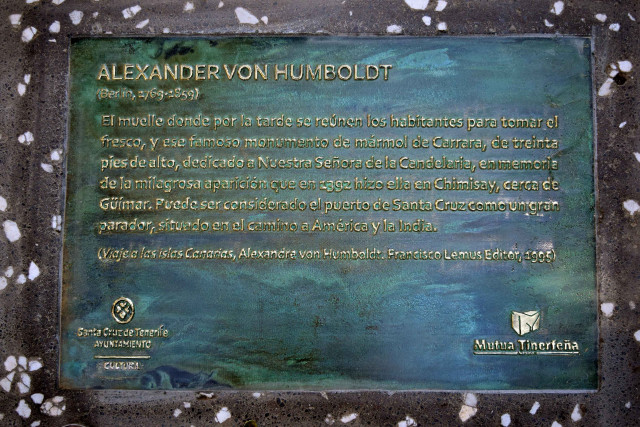 ALEXANDER VON HUMBOLDT
(Berlín, 1769-1859)
El muelle donde por la tarde se reúnen los habitantes para tomar el
fresco, y ese famoso monumento de mármol de Carrara, de treinta
pies de alto, dedicado a Nuestra Señora de la Candelaria, en memoria
de la milagrosa aparición que en 1392 hizo ella en Chimisay, cerca de
Güímar. Puede ser considerado el puerto de Santa Cruz como un gran
parador, situado en el camino a América y la India.
(Viaje a las Islas Canarias, Alexandre von Humboldt. Francisco Lemus Editor, 1995)
Santa Cruz de Tenerife
AYUNTAMIENTO
CULTURA
Mutua Tinerfeña